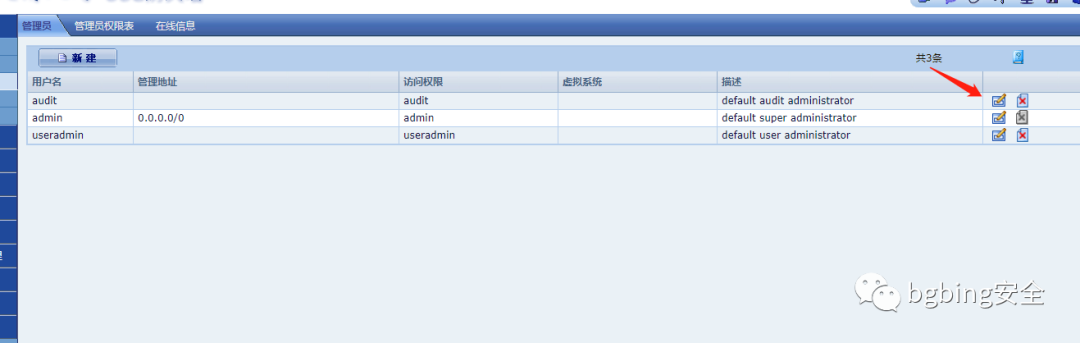 管理员 管理员权限表 在线信息
新 建 共3条
用户名 管理地址 访问权限 虚拟系统 描述
audit audit default audit administrator
admin 0.0.0.0/0 admin default super administrator
useradmin useradmin default user administrator
bgbing安全